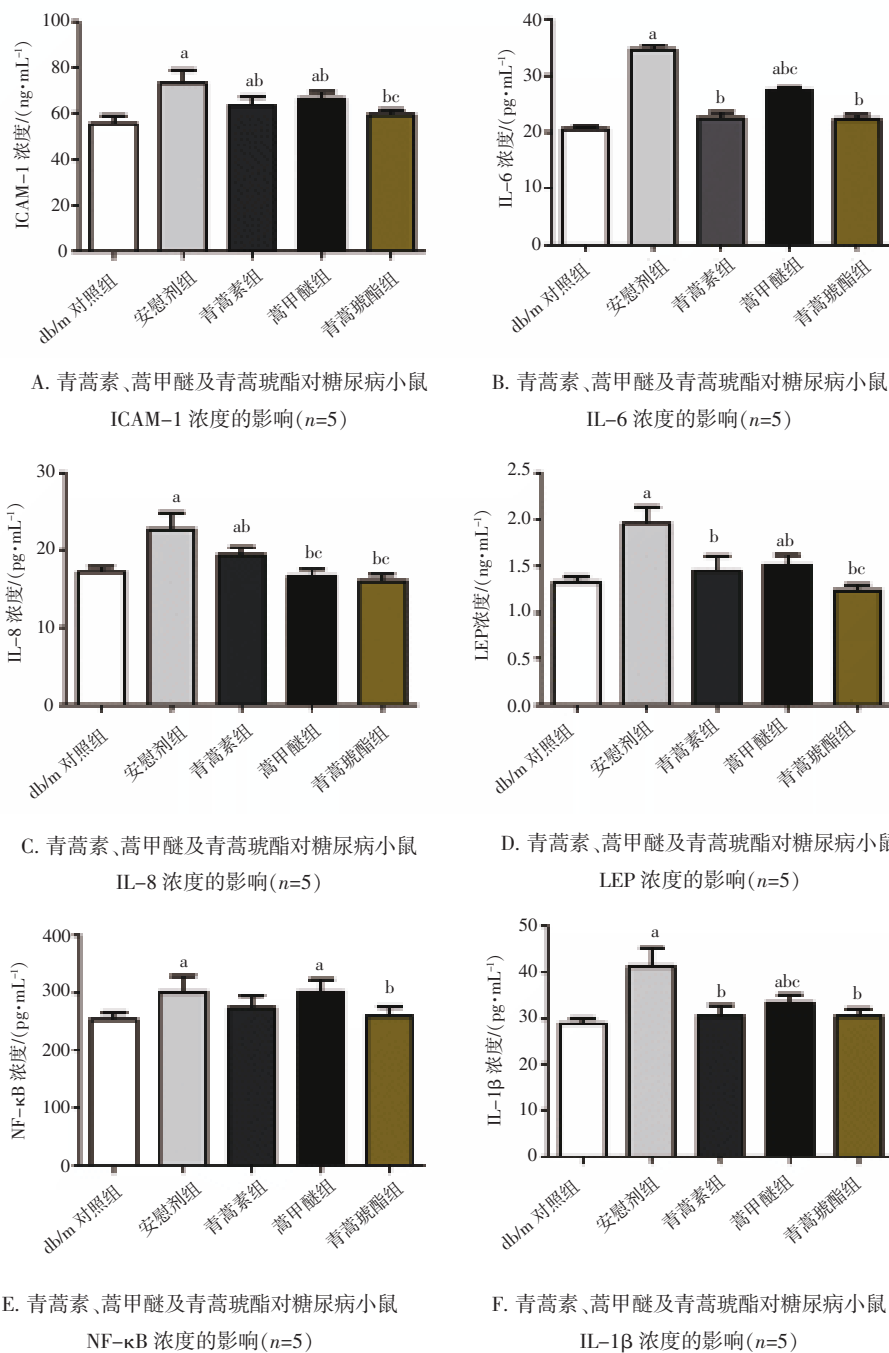 100
80
60
40
20
0
ICAM-1 浓度/(ng•mL⁻¹)
a
ab
ab
bc
db/m 对照组
安慰剂组
青蒿素组
蒿甲醚组
青蒿琥酯组
A. 青蒿素、蒿甲醚及青蒿琥酯对糖尿病小鼠
ICAM-1 浓度的影响(n=5)
40
30
20
10
0
IL-6 浓度/(pg•mL⁻¹)
a
b
abc
b
db/m 对照组
安慰剂组
青蒿素组
蒿甲醚组
青蒿琥酯组
B. 青蒿素、蒿甲醚及青蒿琥酯对糖尿病小鼠
IL-6 浓度的影响(n=5)
30
20
10
0
IL-8 浓度/(pg•mL⁻¹)
a
ab
bc
bc
db/m 对照组
安慰剂组
青蒿素组
蒿甲醚组
青蒿琥酯组
C. 青蒿素、蒿甲醚及青蒿琥酯对糖尿病小鼠
IL-8 浓度的影响(n=5)
2.5
2.0
1.5
1.0
0.5
0.0
LEP浓度/(ng•mL⁻¹)
a
b
ab
bc
db/m 对照组
安慰剂组
青蒿素组
蒿甲醚组
青蒿琥酯组
D. 青蒿素、蒿甲醚及青蒿琥酯对糖尿病小鼠
LEP 浓度的影响(n=5)
400
300
200
100
0
NF-κB 浓度/(pg•mL⁻¹)
a
a
b
db/m 对照组
安慰剂组
青蒿素组
蒿甲醚组
青蒿琥酯组
E. 青蒿素、蒿甲醚及青蒿琥酯对糖尿病小鼠
NF-κB 浓度的影响(n=5)
50
40
30
20
10
0
IL-1β 浓度/(pg•mL⁻¹)
a
b
abc
b
db/m 对照组
安慰剂组
青蒿素组
蒿甲醚组
青蒿琥酯组
F. 青蒿素、蒿甲醚及青蒿琥酯对糖尿病小鼠
IL-1β 浓度的影响(n=5)